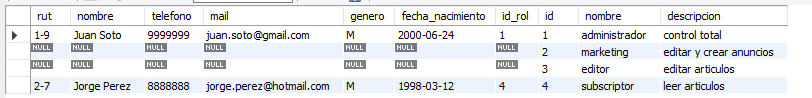 rut nombre telefono mail genero fecha_nacimiento id_rol id nombre descripcion
1-9 Juan Soto 9999999 juan.soto@gmail.com M 2000-06-24 1 1 administrador control total
NULL NULL NULL NULL NULL NULL NULL 2 marketing editar y crear anuncios
NULL NULL NULL NULL NULL NULL NULL 3 editor editar articulos
2-7 Jorge Perez 8888888 jorge.perez@hotmail.com M 1998-03-12 4 4 subscriptor leer articulos